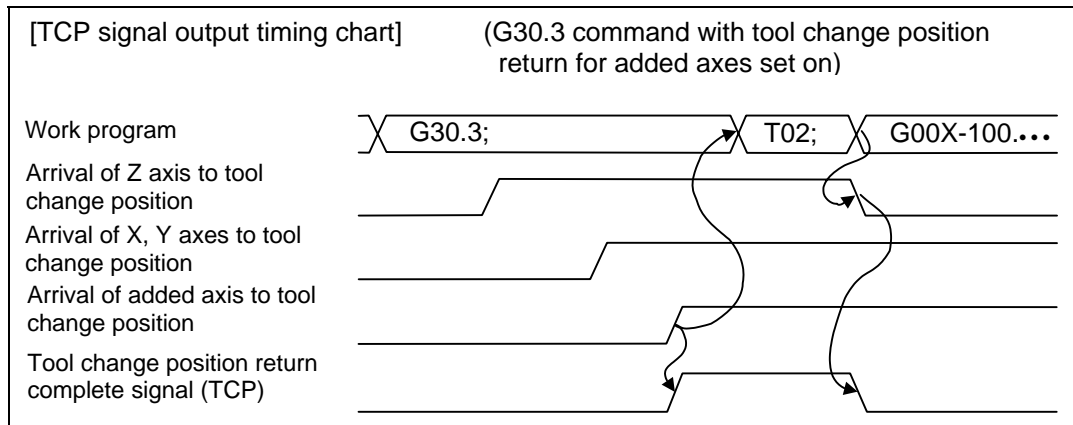 [TCP signal output timing chart] (G30.3 command with tool change position
return for added axes set on)
Work program G30.3; T02; G00X-100.•••
Arrival of Z axis to tool
change position
Arrival of X, Y axes to tool
change position
Arrival of added axis to tool
change position
Tool change position return
complete signal (TCP)